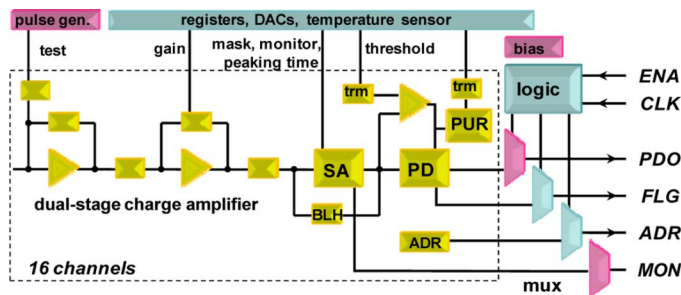 pulse gen.
registers, DACs, temperature sensor
test
gain
mask, monitor,
peaking time
threshold
bias
trm
trm
logic
ENA
CLK
PUR
SA
PD
PDO
FLG
dual-stage charge amplifier
BLH
ADR
ADR
16 channels
mux
MON